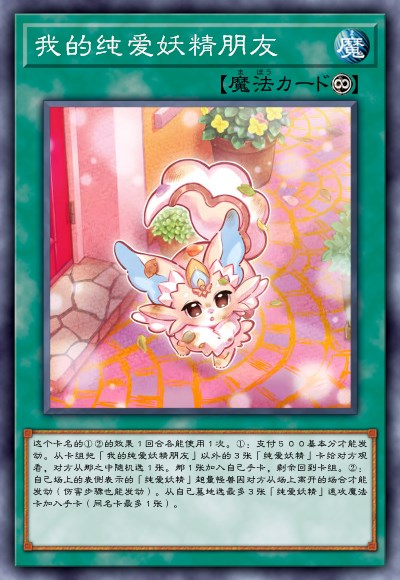 我的纯爱妖精朋友
魔
【魔法カード】
まほう
这个卡名的①②的效果1回合各能使用1次。①：支付500基本分才能
发动。从卡组把「我的纯爱妖精朋友」以外的3张「纯爱妖精」卡给对方观
看，对方从那之中随机选1张。那1张加入自己手卡，剩余回到卡组。②：
自己场上的表侧表示的「纯爱妖精」超量怪兽因对方从场上离开的场合才能
发动（伤害步骤也能发动）。从自己墓地选最多3张「纯爱妖精」速攻魔法
卡加入手卡（同名卡最多1张）。